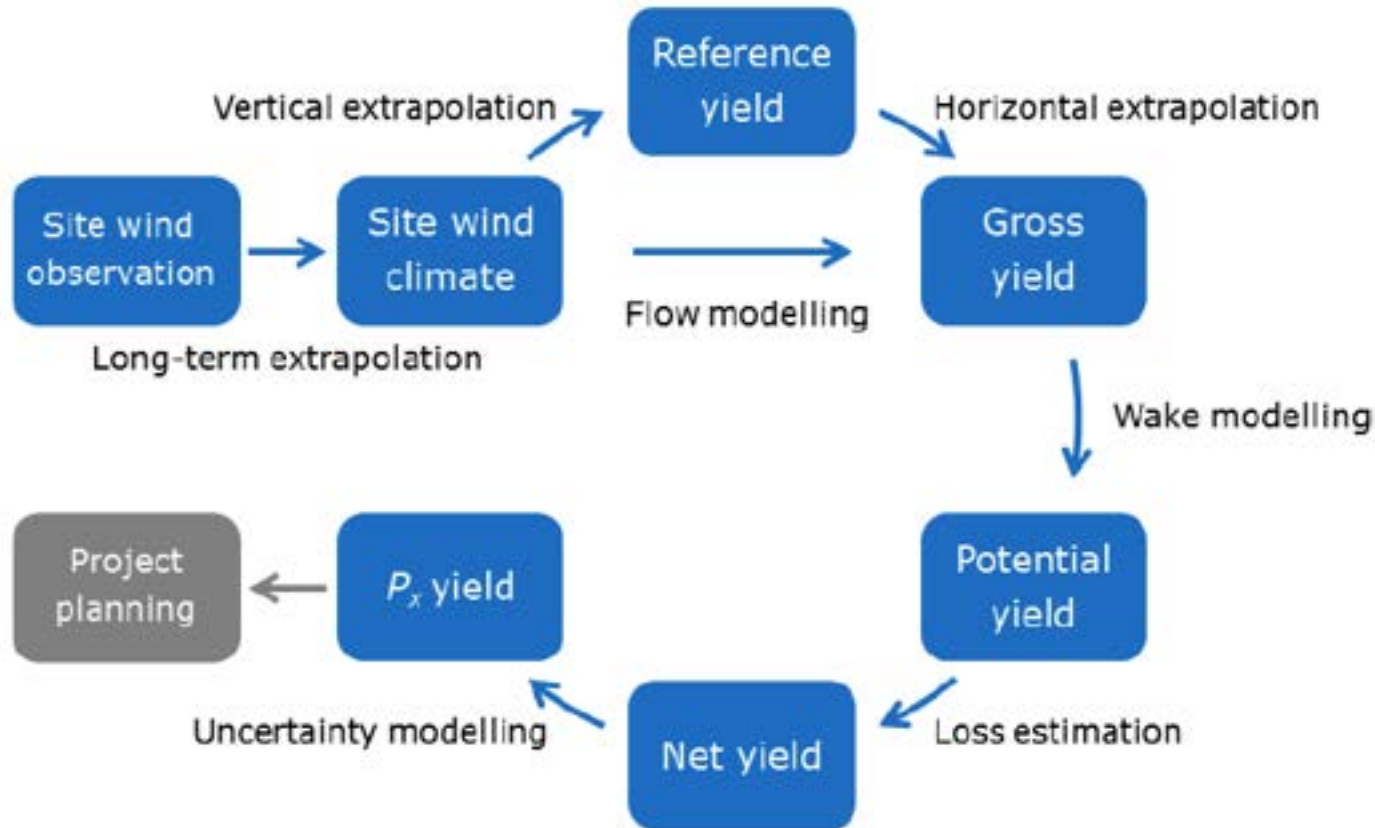 Reference
yield
Vertical extrapolation
Horizontal extrapolation
Site wind
observation
Site wind
climate
Gross
yield
Flow modelling
Long-term extrapolation
Wake modelling
Project
planning
Pₓ yield
Potential
yield
Uncertainty modelling
Net yield
Loss estimation